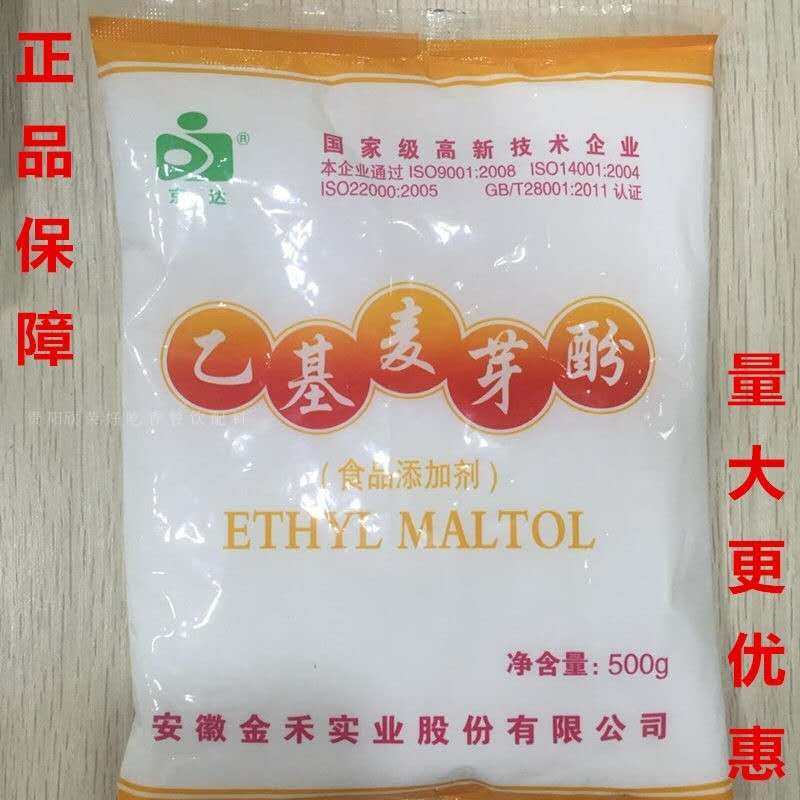 正品保障
国家级高新技术企业
本企业通过 ISO9001:2008 ISO14001:2004
ISO22000:2005 GB/T28001:2011 认证
®
京达
乙基麦芽酚
(食品添加剂)
ETHYL MALTOL
净含量: 500g
安徽金禾实业股份有限公司
量大更优惠